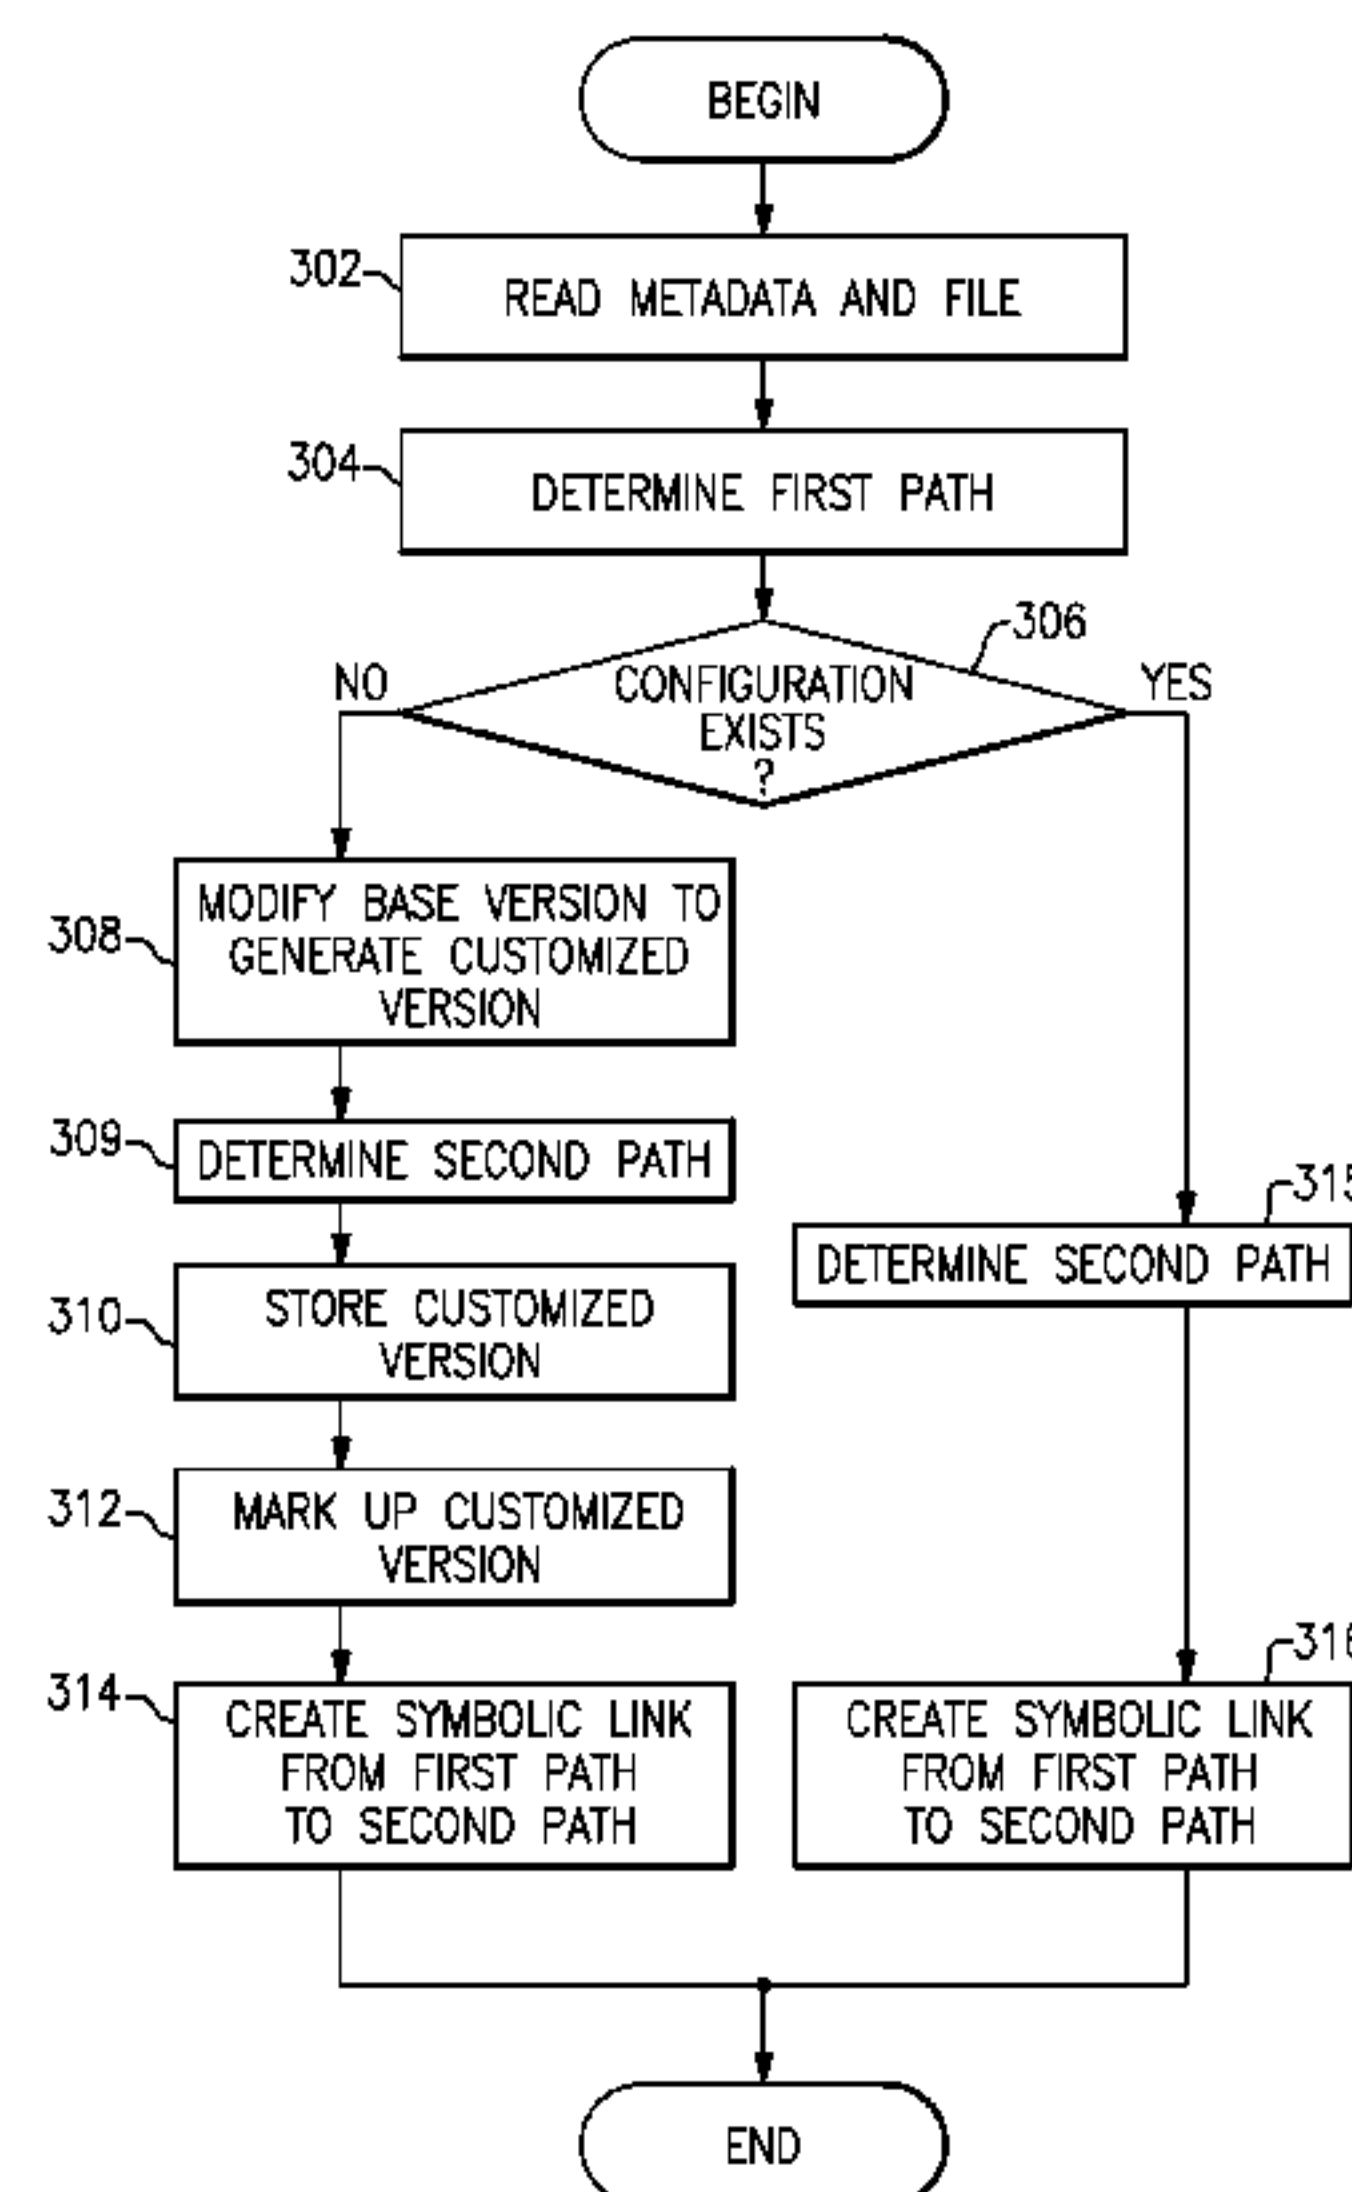 BEGIN
302
READ METADATA AND FILE
304
DETERMINE FIRST PATH
306
NO
CONFIGURATION
EXISTS
?
YES
308
MODIFY BASE VERSION TO
GENERATE CUSTOMIZED
VERSION
309
DETERMINE SECOND PATH
315
DETERMINE SECOND PATH
310
STORE CUSTOMIZED
VERSION
312
MARK UP CUSTOMIZED
VERSION
314
CREATE SYMBOLIC LINK
FROM FIRST PATH
TO SECOND PATH
316
CREATE SYMBOLIC LINK
FROM FIRST PATH
TO SECOND PATH
END